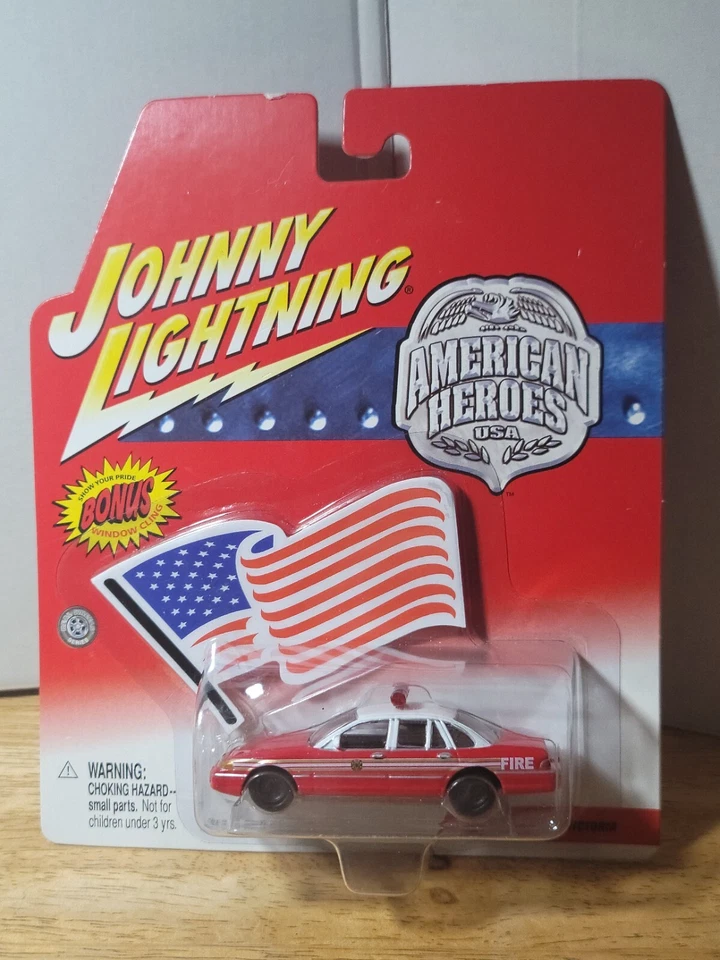 JOHNNY
LIGHTNING®
AMERICAN
HEROES
USA
TM
SHOW YOUR PRIDE
BONUS
WINDOW CLING
FIRE
⚠ WARNING:
CHOKING HAZARD--
small parts. Not for
children under 3 yrs.